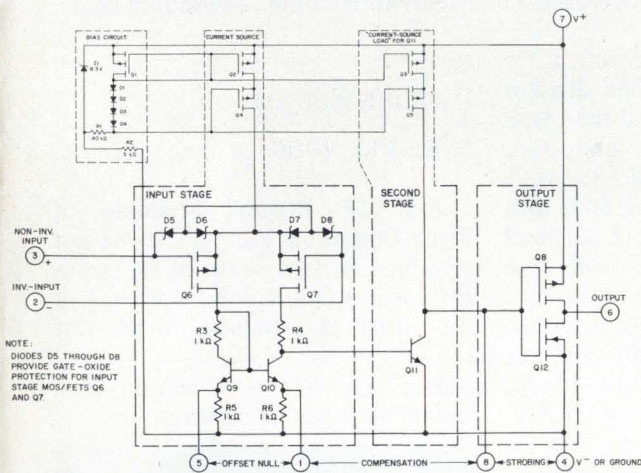 7 V+
BIAS CIRCUIT
CURRENT SOURCE
"CURRENT-SOURCE
LOAD" FOR Q11
Z1
8.3V
Q1
Q2
Q3
D1
D2
D3
D4
Q4
Q5
R1
40 kΩ
R2
5 kΩ
INPUT STAGE
SECOND
STAGE
OUTPUT
STAGE
D5
D6
D7
D8
NON-INV.
INPUT
3 +
INV.-INPUT
2 -
Q6
Q7
Q8
OUTPUT
6
R3
1 kΩ
R4
1 kΩ
Q9
Q10
Q11
Q12
R5
1 kΩ
R6
1 kΩ
NOTE:
DIODES D5 THROUGH D8
PROVIDE GATE-OXIDE
PROTECTION FOR INPUT
STAGE MOS/FETS Q6
AND Q7.
5 OFFSET NULL 1 COMPENSATION 8 STROBING 4 V- OR GROUND